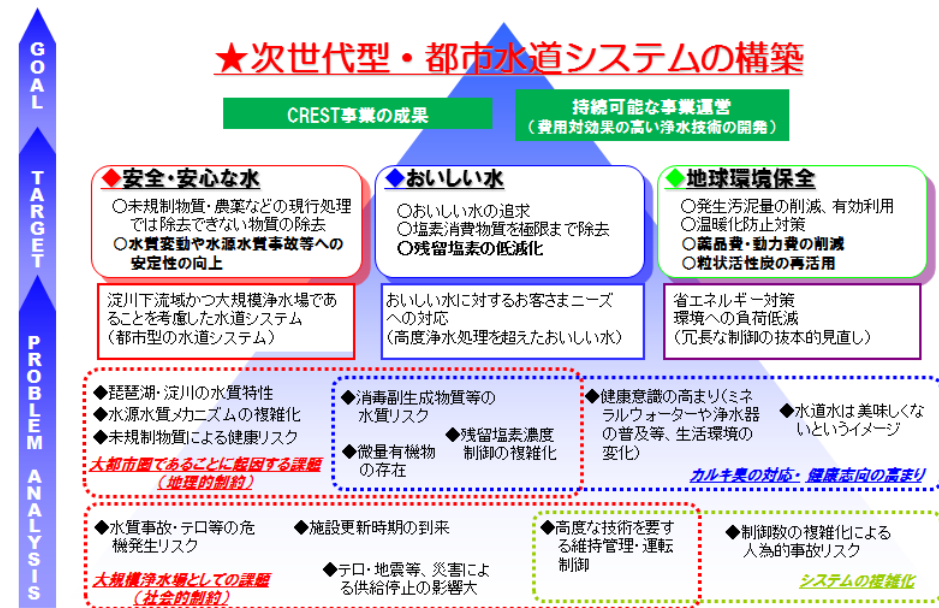 GOAL
TARGET
PROBLEM ANALYSIS
★次世代型・都市水道システムの構築
CREST事業の成果
持続可能な事業運営
（費用対効果の高い浄水技術の開発）
◆安全・安心な水
○未規制物質・農薬などの現行処理
では除去できない物質の除去
○水質変動や水源水質事故等への
安定性の向上
◆おいしい水
○おいしい水の追求
○塩素消費物質を極限まで除去
○残留塩素の低減化
◆地球環境保全
○発生汚泥量の削減、有効利用
○温暖化防止対策
○薬品費・動力費の削減
○粒状活性炭の再活用
淀川下流域かつ大規模浄水場であ
ることを考慮した水道システム
（都市型の水道システム）
おいしい水に対するお客さまニーズ
への対応
（高度浄水処理を超えたおいしい水）
省エネルギー対策
環境への負荷低減
（冗長な制御の抜本的見直し）
◆琵琶湖・淀川の水質特性
◆水源水質メカニズムの複雑化
◆未規制物質による健康リスク
大都市圏であることに起因する課題
（地理的制約）
◆消毒副生成物質等の
水質リスク
◆微量有機物
の存在
◆残留塩素濃度
制御の複雑化
◆健康意識の高まり（ミネ
ラルウォーターや浄水器
の普及等、生活環境の
変化）
◆水道水は美味しくな
いというイメージ
カルキ臭の対応・健康志向の高まり
◆水質事故・テロ等の危
機発生リスク
◆施設更新時期の到来
◆テロ・地震等、災害によ
る供給停止の影響大
大規模浄水場としての課題
（社会的制約）
◆高度な技術を要す
る維持管理・運転
制御
◆制御数の複雑化による
人為的事故リスク
システムの複雑化